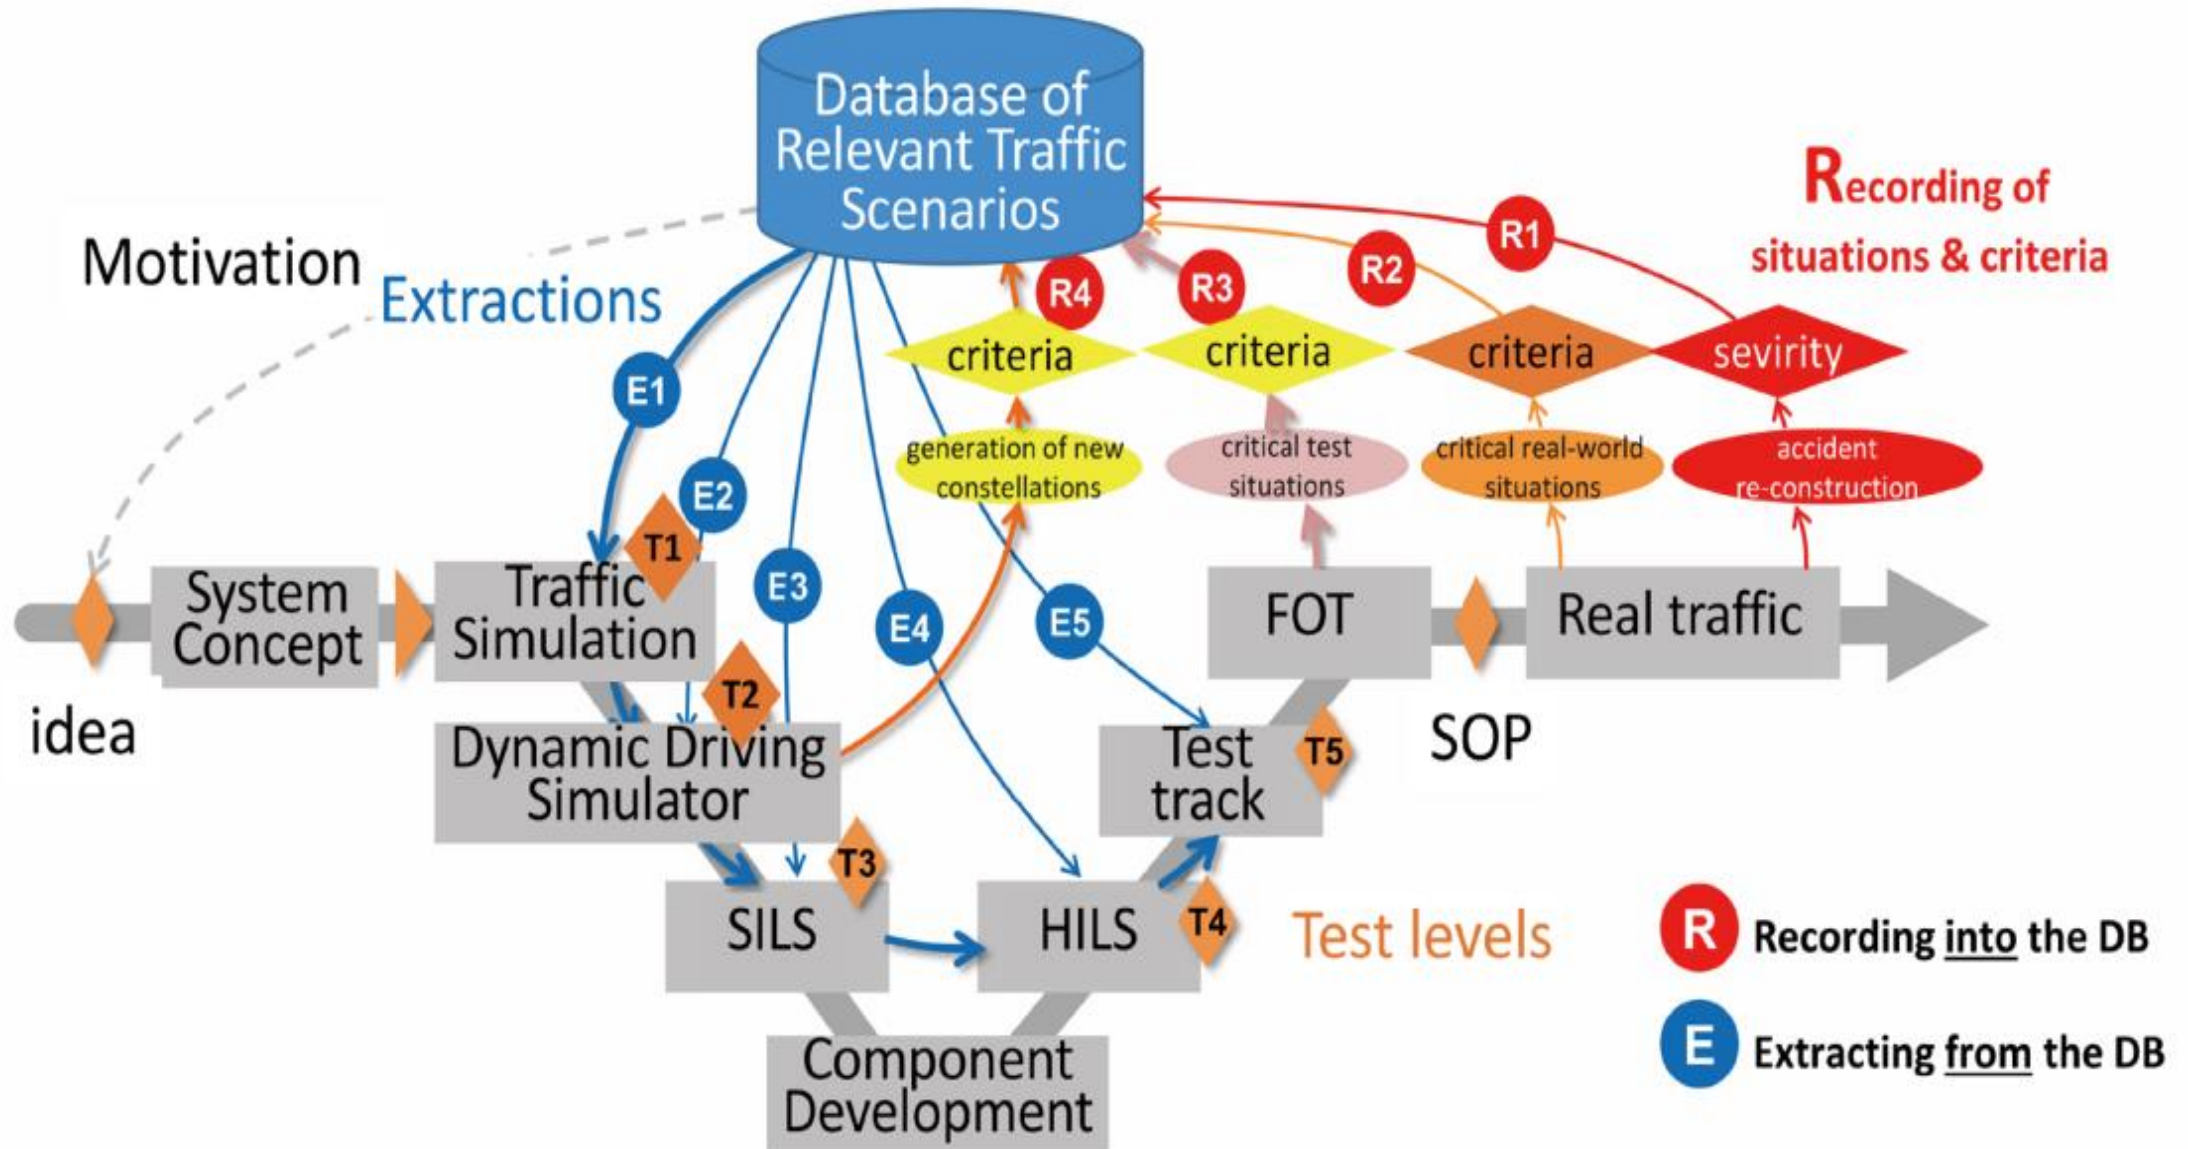 Database of
Relevant Traffic
Scenarios
Recording of
situations & criteria
Motivation
Extractions
R1
R2
R3
R4
criteria
criteria
criteria
sevirity
E1
E2
E3
E4
E5
generation of new
constellations
critical test
situations
critical real-world
situations
accident
re-construction
T1
System
Concept
Traffic
Simulation
FOT
Real traffic
idea
T2
Dynamic Driving
Simulator
Test
track
T5
SOP
T3
SILS
HILS
T4
Test levels
R Recording into the DB
E Extracting from the DB
Component
Development